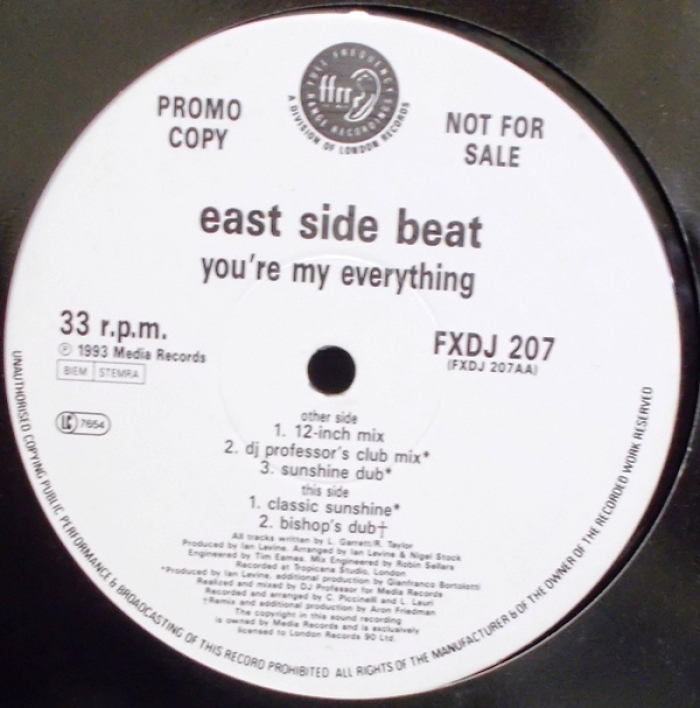 FULL FREQUENCY
ffrr
RANGE RECORDINGS
A DIVISION OF LONDON RECORDS
PROMO
COPY
NOT FOR
SALE
east side beat
you're my everything
33 r.p.m.
℗ 1993 Media Records
BIEM STEMRA
LC 7654
FXDJ 207
(FXDJ 207AA)
other side
1. 12-inch mix
2. dj professor's club mix*
3. sunshine dub*
this side
1. classic sunshine*
2. bishop's dub†
All tracks written by L. Garrett/R. Taylor
Produced by Ian Levine. Arranged by Ian Levine & Nigel Stock
Engineered by Tim Eames. Mix Engineered by Robin Sellars
Recorded at Tropicana Studio, London
*Produced by Ian Levine, additional production by Gianfranco Bortolotti
Realized and mixed by DJ Professor for Media Records
Recorded and arranged by C. Piccinelli and L. Lauri
†Remix and additional production by Aron Friedman
The copyright in this sound recording
is owned by Media Records and is exclusively
licensed to London Records 90 Ltd.
UNAUTHORISED COPYING PUBLIC PERFORMANCE & BROADCASTING OF THIS RECORD PROHIBITED ALL RIGHTS OF THE MANUFACTURER & OF THE OWNER OF THE RECORDED WORK RESERVED